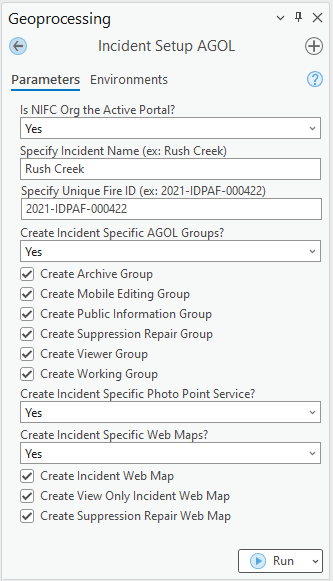 Geoprocessing
Incident Setup AGOL
Parameters Environments
Is NIFC Org the Active Portal?
Yes
Specify Incident Name (ex: Rush Creek)
Rush Creek
Specify Unique Fire ID (ex: 2021-IDPAF-000422)
2021-IDPAF-000422
Create Incident Specific AGOL Groups?
Yes
Create Archive Group
Create Mobile Editing Group
Create Public Information Group
Create Suppression Repair Group
Create Viewer Group
Create Working Group
Create Incident Specific Photo Point Service?
Yes
Create Incident Specific Web Maps?
Yes
Create Incident Web Map
Create View Only Incident Web Map
Create Suppression Repair Web Map
Run